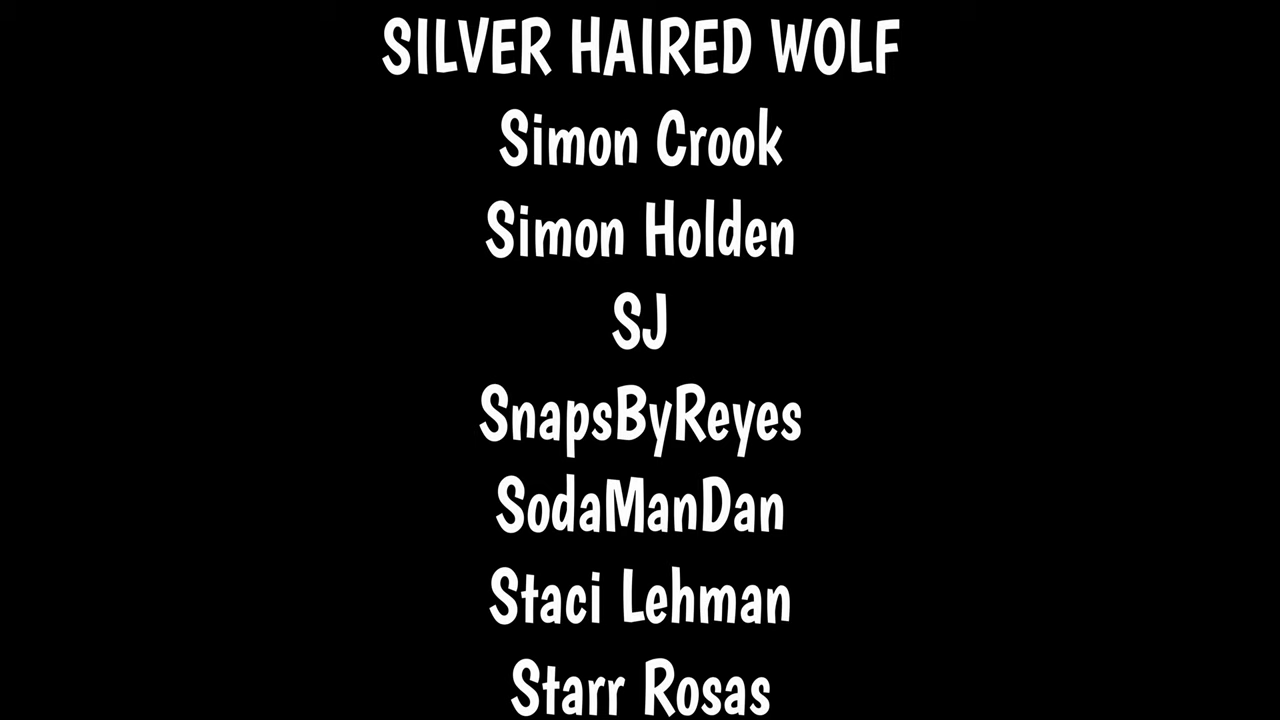 SILVER HAIRED WOLF
Simon Crook
Simon Holden
SJ
SnapsByReyes
SodaManDan
Staci Lehman
Starr Rosas